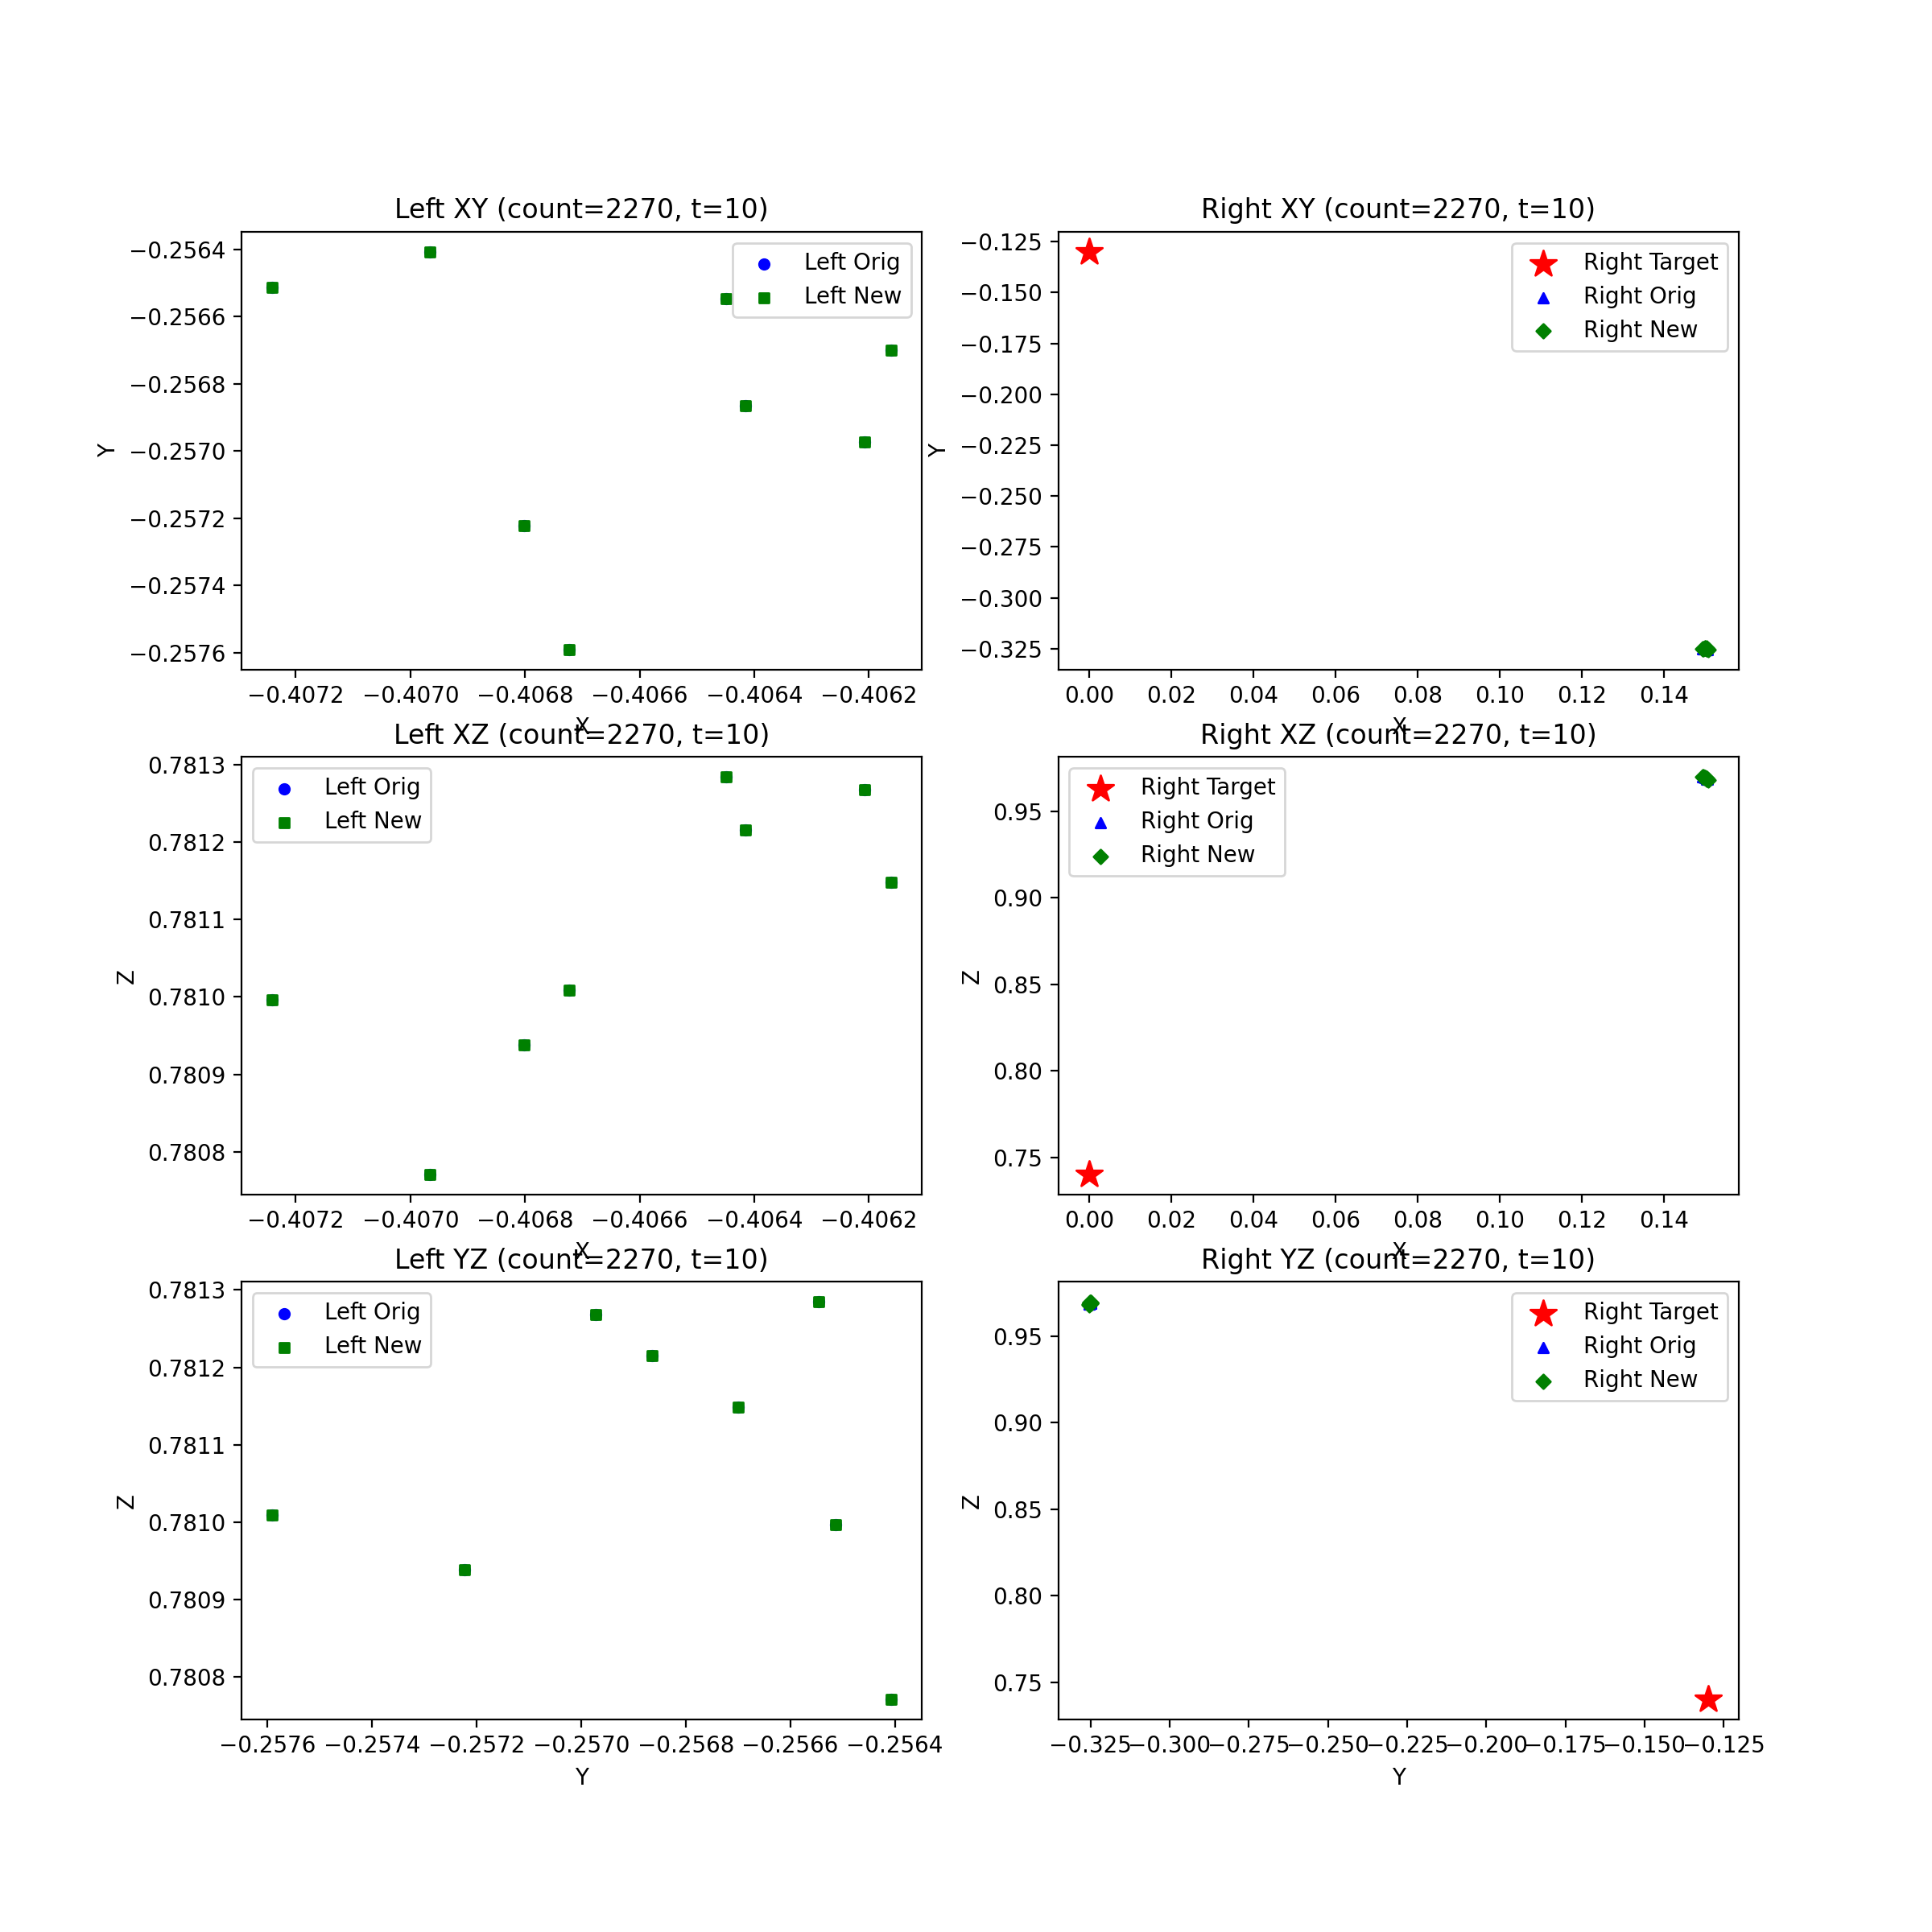 Left XY (count=2270, t=10)
−0.2564
−0.2566
−0.2568
−0.2570
−0.2572
−0.2574
−0.2576
Y
Left Orig
Left New
−0.4072 −0.4070 −0.4068 −0.4066 −0.4064 −0.4062
X
Right XY (count=2270, t=10)
−0.125
−0.150
−0.175
−0.200
−0.225
−0.250
−0.275
−0.300
−0.325
Y
Right Target
Right Orig
Right New
0.00 0.02 0.04 0.06 0.08 0.10 0.12 0.14
X
Left XZ (count=2270, t=10)
0.7813
0.7812
0.7811
0.7810
0.7809
0.7808
Z
Left Orig
Left New
−0.4072 −0.4070 −0.4068 −0.4066 −0.4064 −0.4062
X
Right XZ (count=2270, t=10)
0.95
0.90
0.85
0.80
0.75
Z
Right Target
Right Orig
Right New
0.00 0.02 0.04 0.06 0.08 0.10 0.12 0.14
X
Left YZ (count=2270, t=10)
0.7813
0.7812
0.7811
0.7810
0.7809
0.7808
Z
Left Orig
Left New
−0.2576 −0.2574 −0.2572 −0.2570 −0.2568 −0.2566 −0.2564
Y
Right YZ (count=2270, t=10)
0.95
0.90
0.85
0.80
0.75
Z
Right Target
Right Orig
Right New
−0.325 −0.300 −0.275 −0.250 −0.225 −0.200 −0.175 −0.150 −0.125
Y